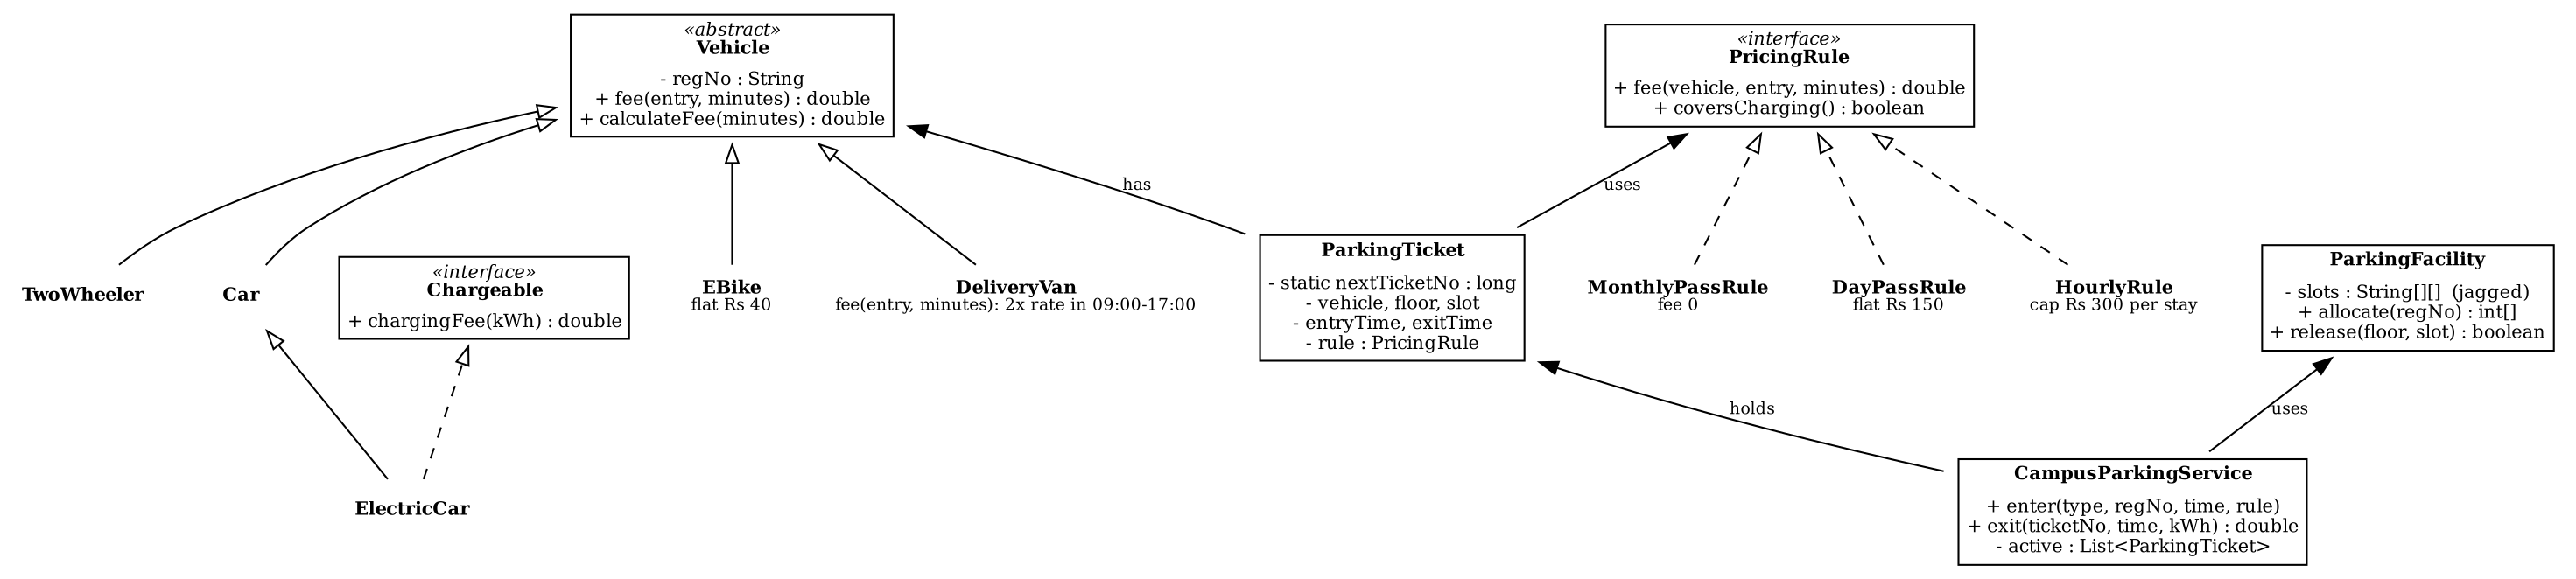 «abstract»
Vehicle
- regNo : String
+ fee(entry, minutes) : double
+ calculateFee(minutes) : double
«interface»
PricingRule
+ fee(vehicle, entry, minutes) : double
+ coversCharging() : boolean
has
uses
TwoWheeler
Car
«interface»
Chargeable
+ chargingFee(kWh) : double
EBike
flat Rs 40
DeliveryVan
fee(entry, minutes): 2x rate in 09:00-17:00
ParkingTicket
- static nextTicketNo : long
- vehicle, floor, slot
- entryTime, exitTime
- rule : PricingRule
MonthlyPassRule
fee 0
DayPassRule
flat Rs 150
HourlyRule
cap Rs 300 per stay
ParkingFacility
- slots : String[][]  (jagged)
+ allocate(regNo) : int[]
+ release(floor, slot) : boolean
holds
uses
ElectricCar
CampusParkingService
+ enter(type, regNo, time, rule)
+ exit(ticketNo, time, kWh) : double
- active : List<ParkingTicket>